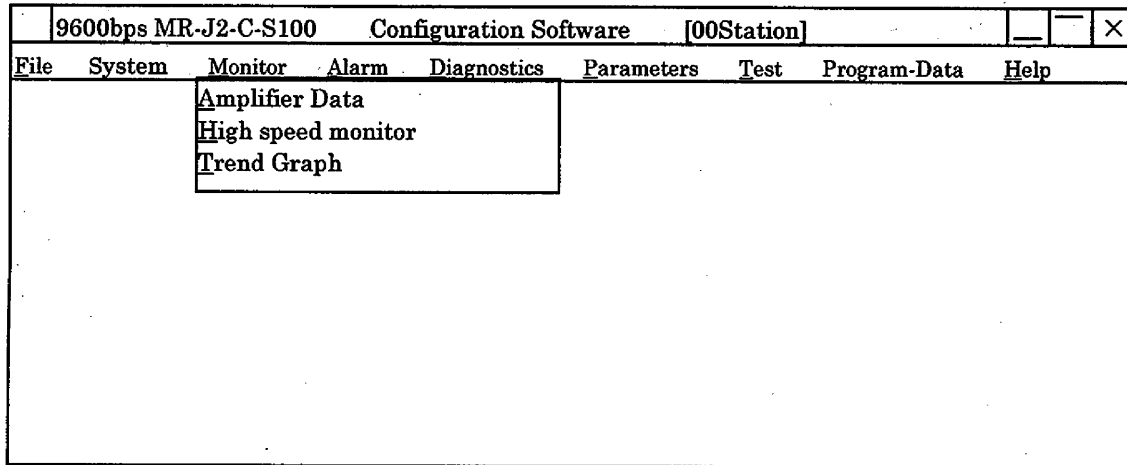 9600bps MR-J2-C-S100 Configuration Software [00Station]
File System Monitor Alarm Diagnostics Parameters Test Program-Data Help
Amplifier Data
High speed monitor
Trend Graph